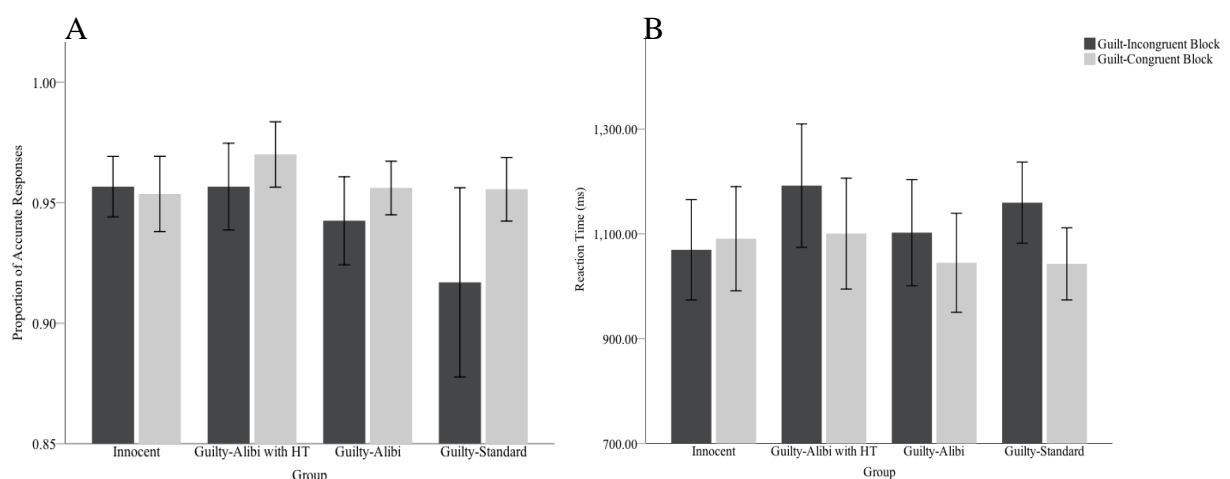 A
Proportion of Accurate Responses
1.00
0.95
0.90
0.85
Innocent
Guilty-Alibi with HT
Guilty-Alibi
Guilty-Standard
Group
B
Guilt-Incongruent Block
Guilt-Congruent Block
Reaction Time (ms)
1,300.00
1,100.00
900.00
700.00
Innocent
Guilty-Alibi with HT
Guilty-Alibi
Guilty-Standard
Group